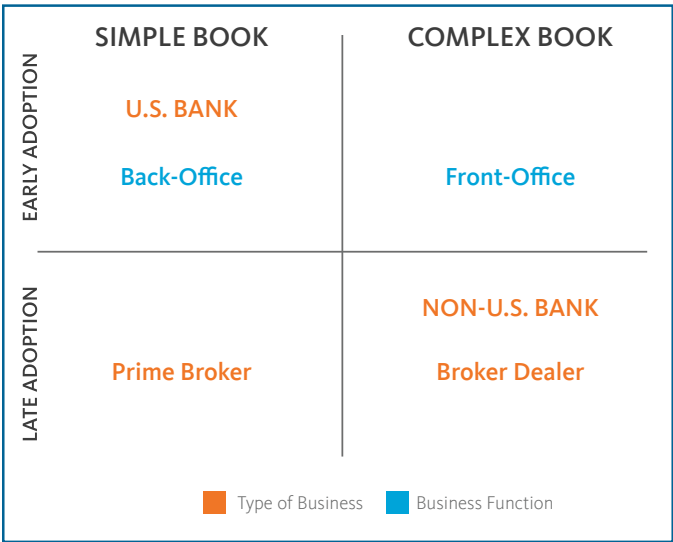 SIMPLE BOOK
COMPLEX BOOK
EARLY ADOPTION
U.S. BANK
Back-Office
Front-Office
LATE ADOPTION
NON-U.S. BANK
Prime Broker
Broker Dealer
Type of Business
Business Function